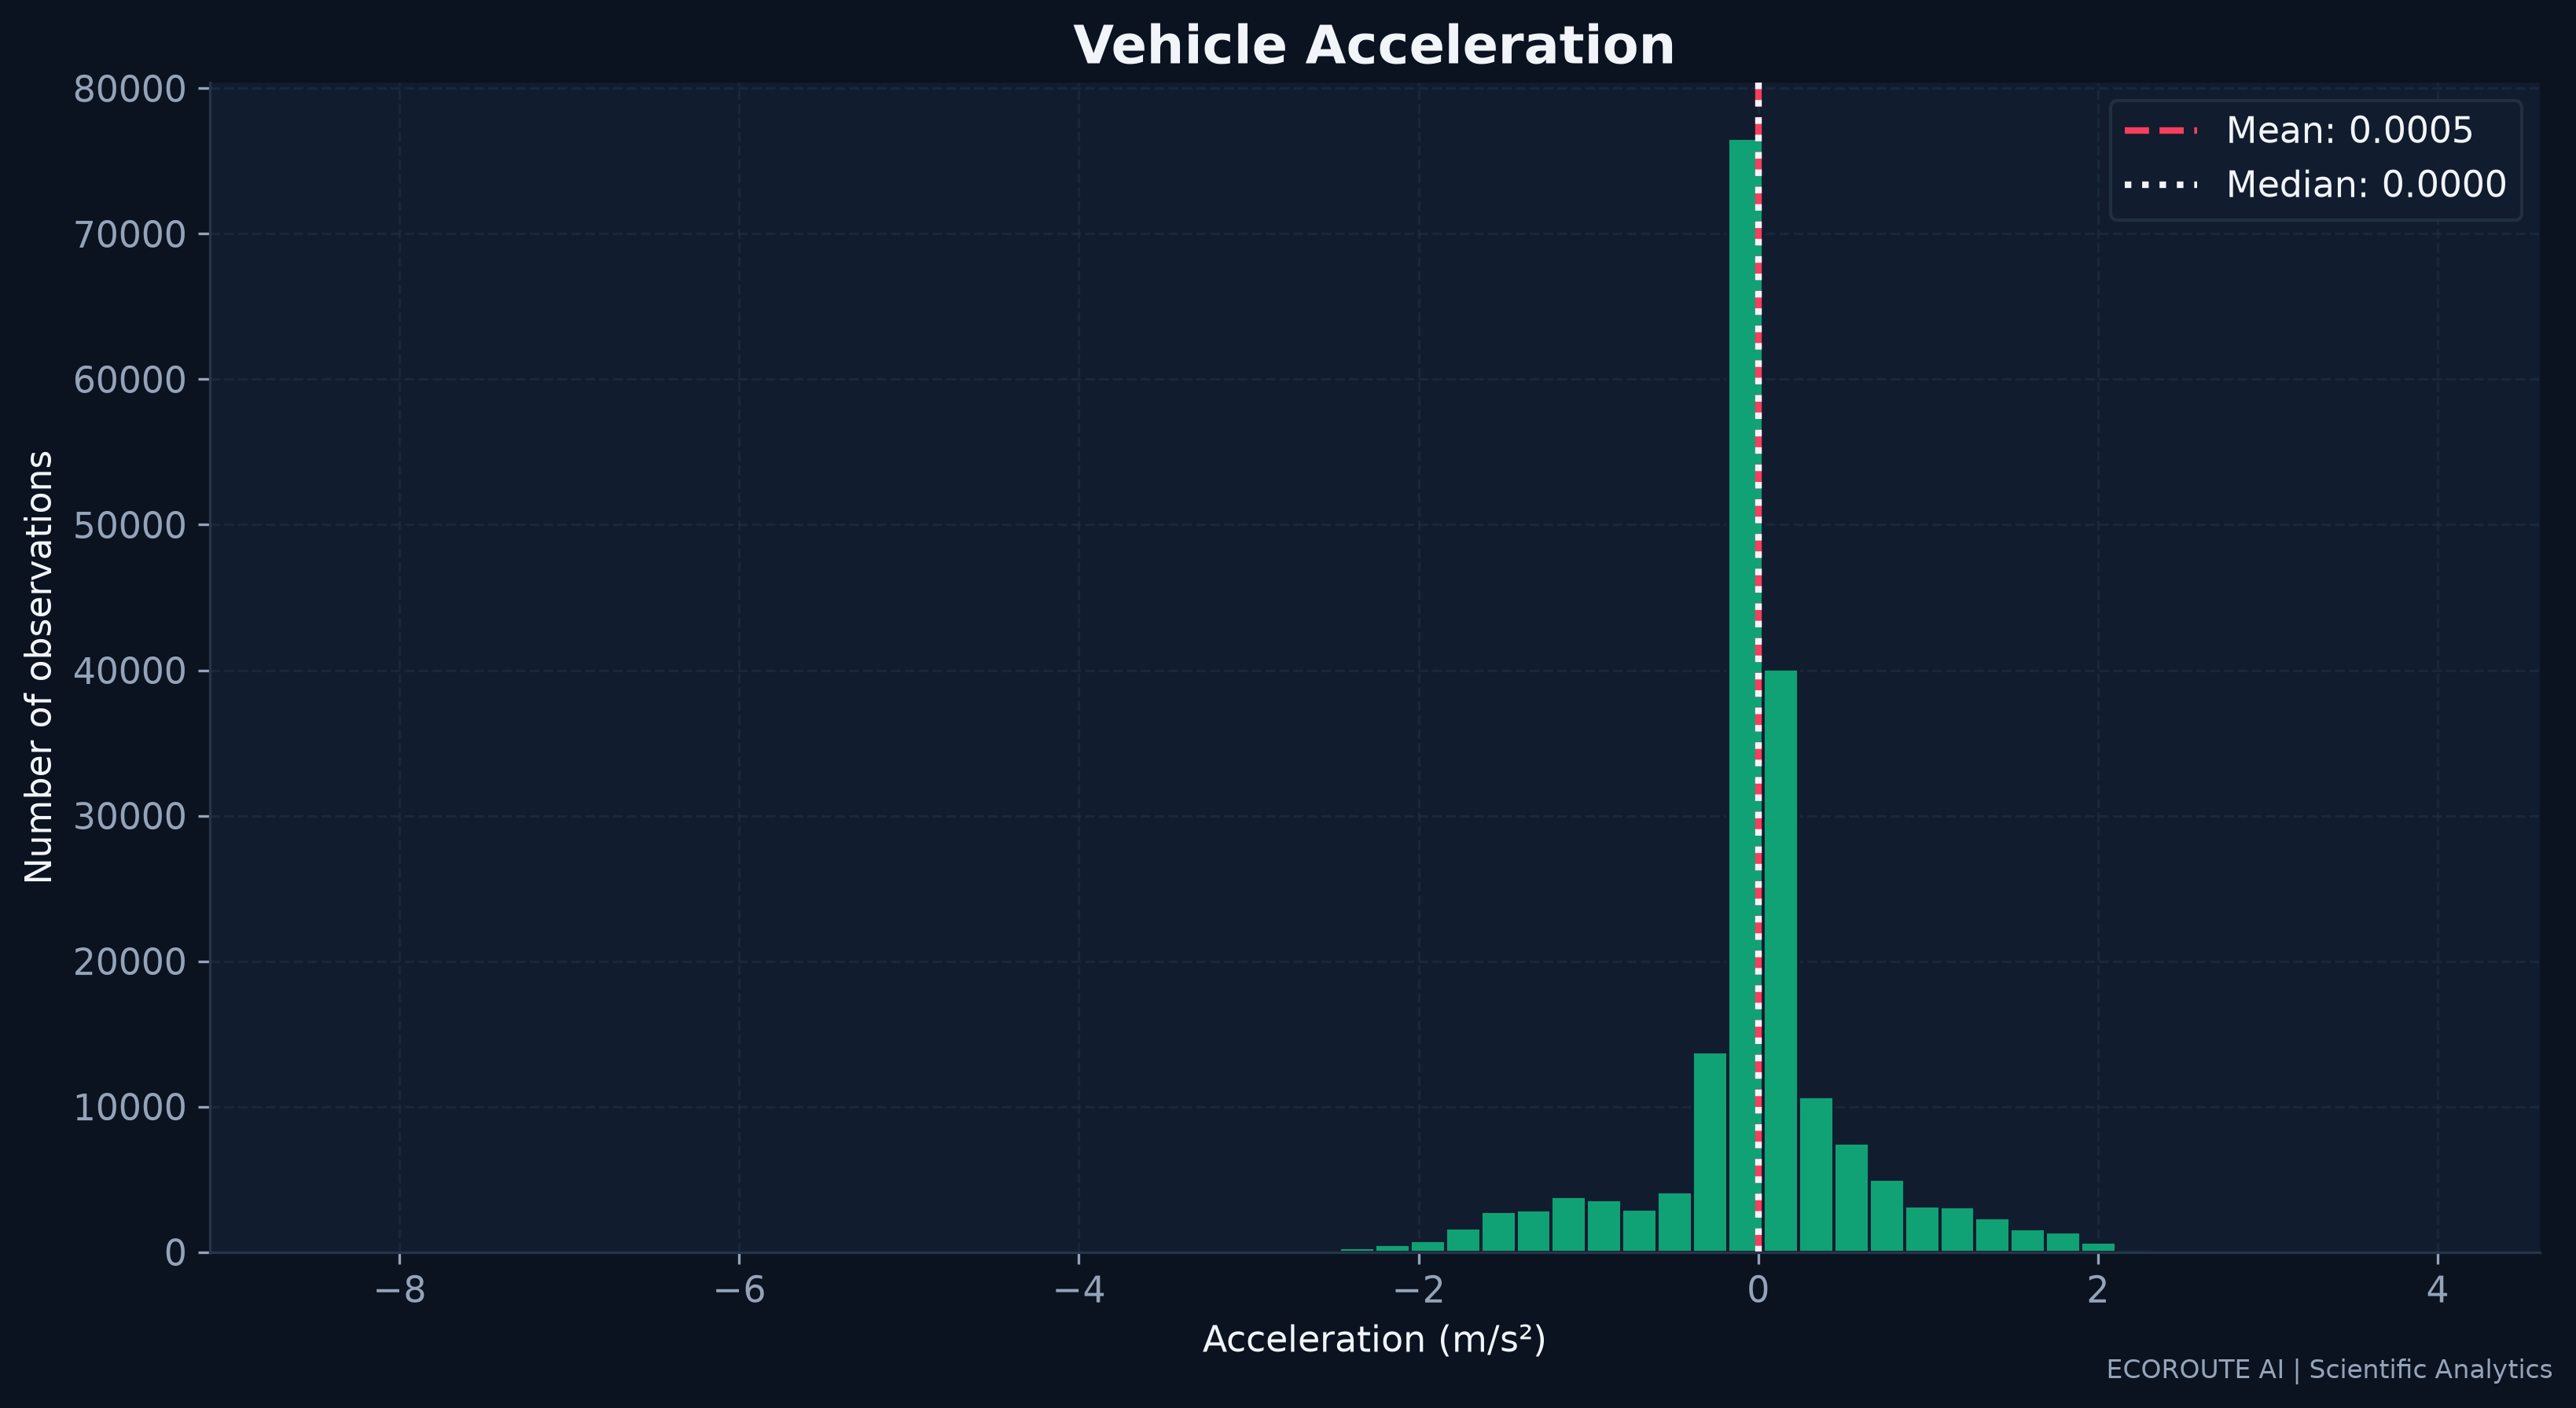 Vehicle Acceleration
80000
70000
60000
50000
40000
30000
20000
10000
0
Number of observations
Mean: 0.0005
Median: 0.0000
−8 −6 −4 −2 0 2 4
Acceleration (m/s²)
ECOROUTE AI | Scientific Analytics